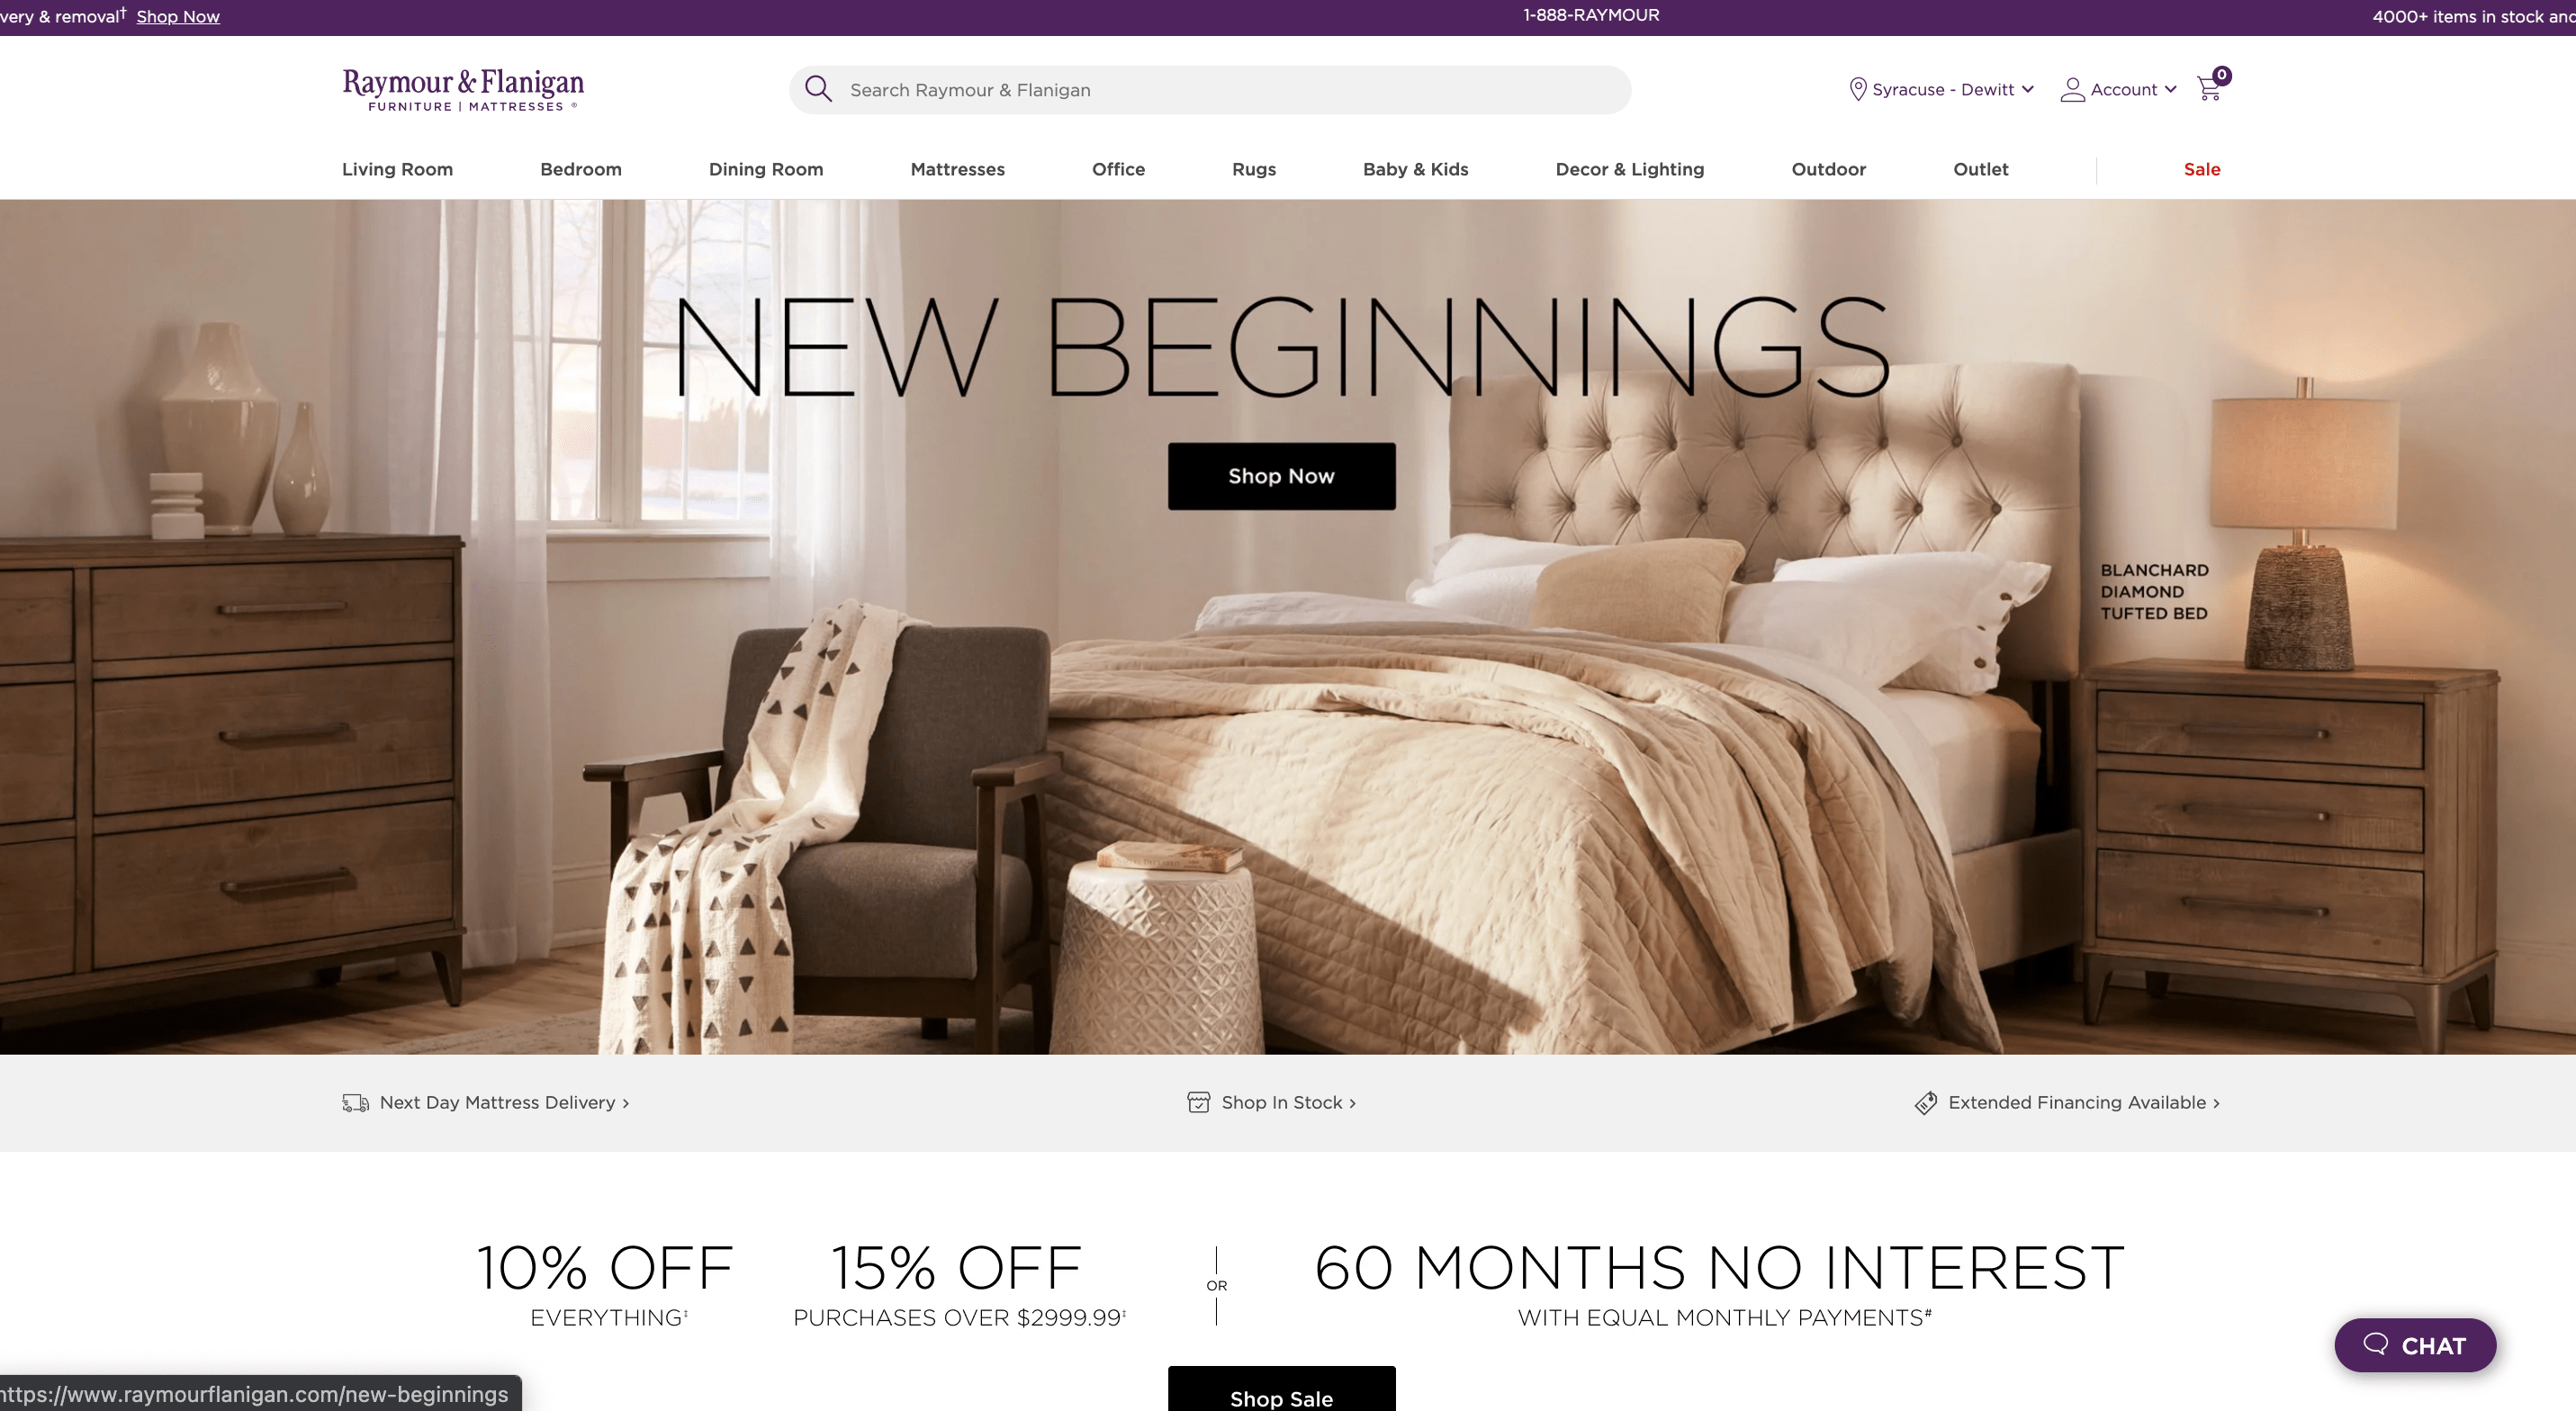 very & removal† Shop Now
1-888-RAYMOUR
4000+ items in stock and
Raymour & Flanigan
FURNITURE | MATTRESSES ®
Search Raymour & Flanigan
Syracuse - Dewitt
Account
0
Living Room
Bedroom
Dining Room
Mattresses
Office
Rugs
Baby & Kids
Decor & Lighting
Outdoor
Outlet
Sale
NEW BEGINNINGS
Shop Now
BLANCHARD
DIAMOND
TUFTED BED
Next Day Mattress Delivery ›
Shop In Stock ›
Extended Financing Available ›
10% OFF
EVERYTHING‡
15% OFF
PURCHASES OVER $2999.99‡
OR
60 MONTHS NO INTEREST
WITH EQUAL MONTHLY PAYMENTS#
Shop Sale
CHAT
https://www.raymourflanigan.com/new-beginnings